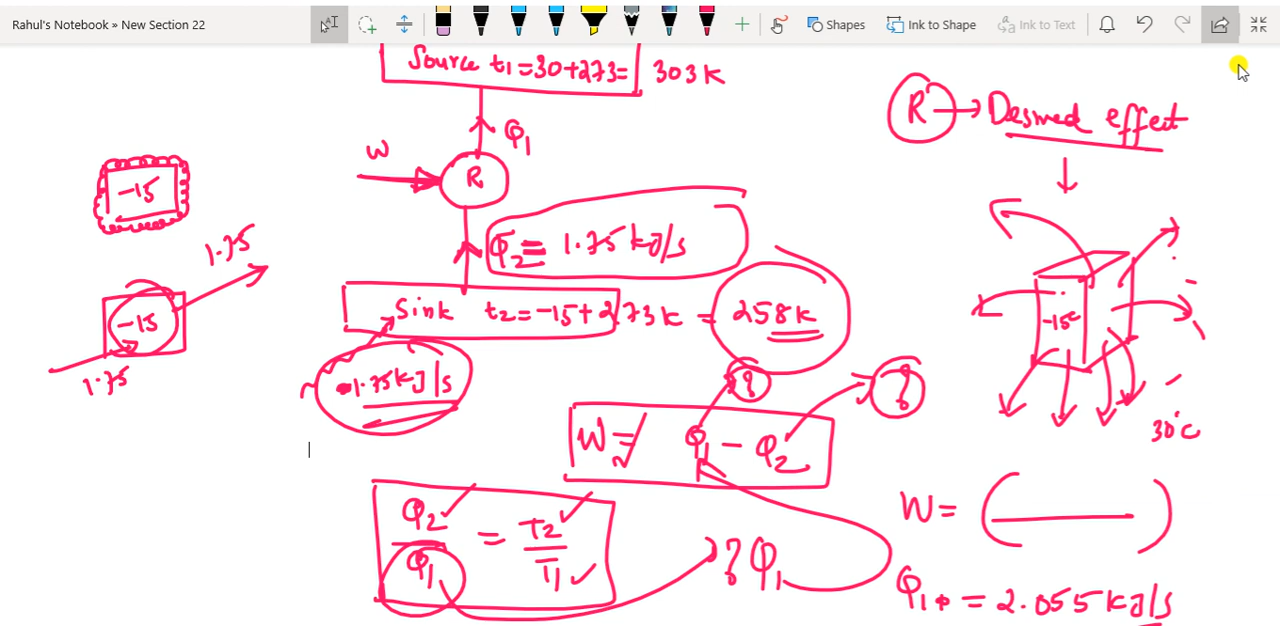 Rahul's Notebook » New Section 22
Shapes
Ink to Shape
Ink to Text
Source t1 = 30+273 = 303 K
W
Q1
R
Q2 = 1.75 kJ/s
Sink t2 = -15+273 K = 258 K
1.75 kJ/s
-15
1.75
-15
1.75
R → Desired effect
-15
30°C
W = Q1 - Q2
Q2/Q1 = T2/T1
? Q1
W = ( )
Q1 = 2.055 kJ/s